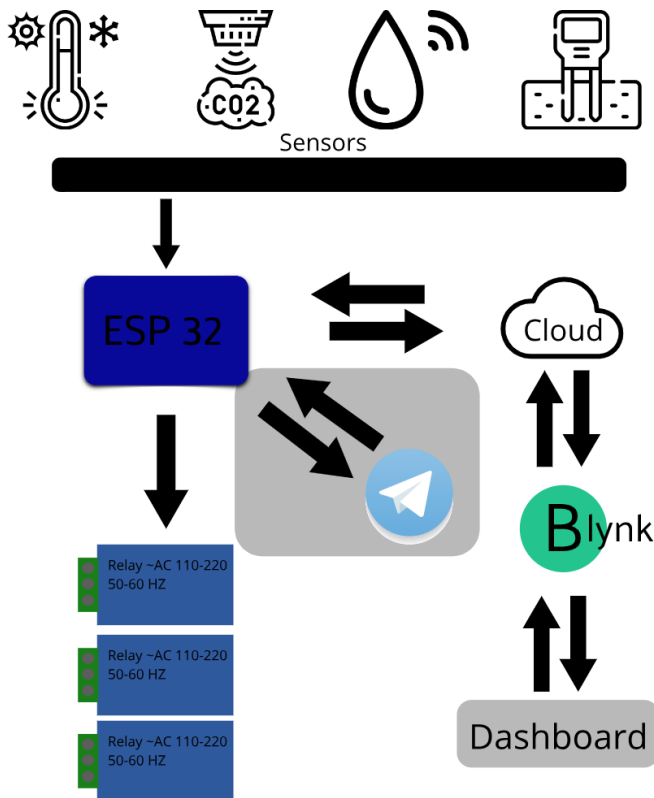 CO2
Sensors
ESP 32
Cloud
Blynk
Relay ~AC 110-220
50-60 HZ
Relay ~AC 110-220
50-60 HZ
Relay ~AC 110-220
50-60 HZ
Dashboard